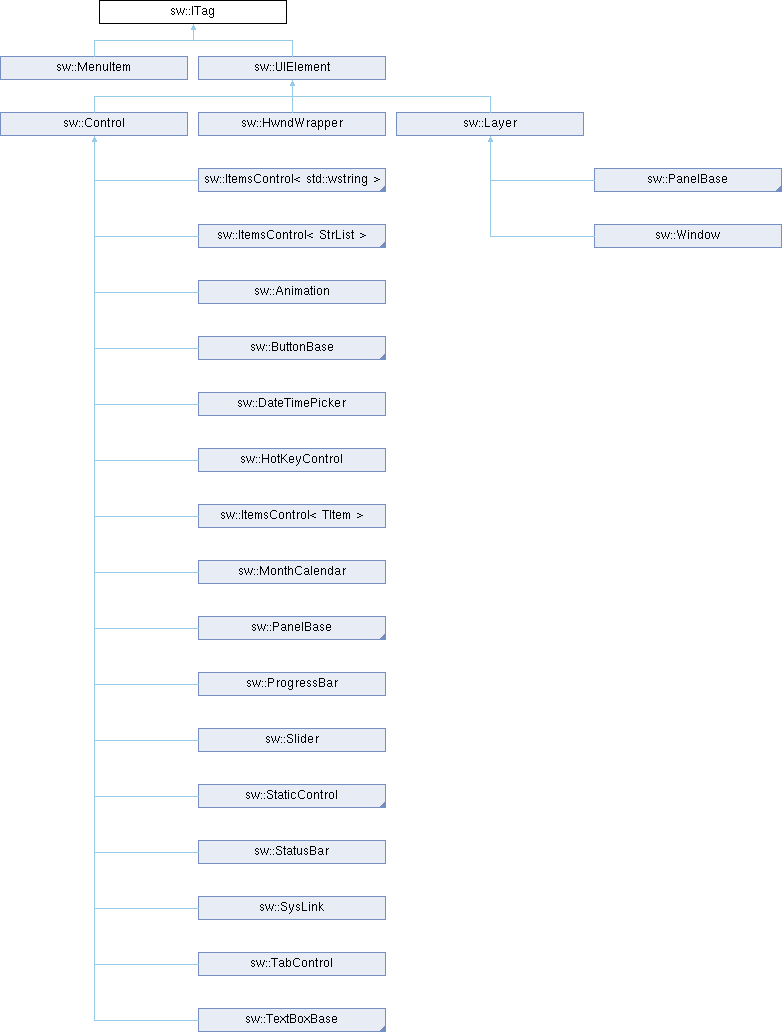 sw::ITag
sw::MenuItem
sw::UIElement
sw::Control
sw::HwndWrapper
sw::Layer
sw::ItemsControl< std::wstring >
sw::PanelBase
sw::ItemsControl< StrList >
sw::Window
sw::Animation
sw::ButtonBase
sw::DateTimePicker
sw::HotKeyControl
sw::ItemsControl< TItem >
sw::MonthCalendar
sw::PanelBase
sw::ProgressBar
sw::Slider
sw::StaticControl
sw::StatusBar
sw::SysLink
sw::TabControl
sw::TextBoxBase